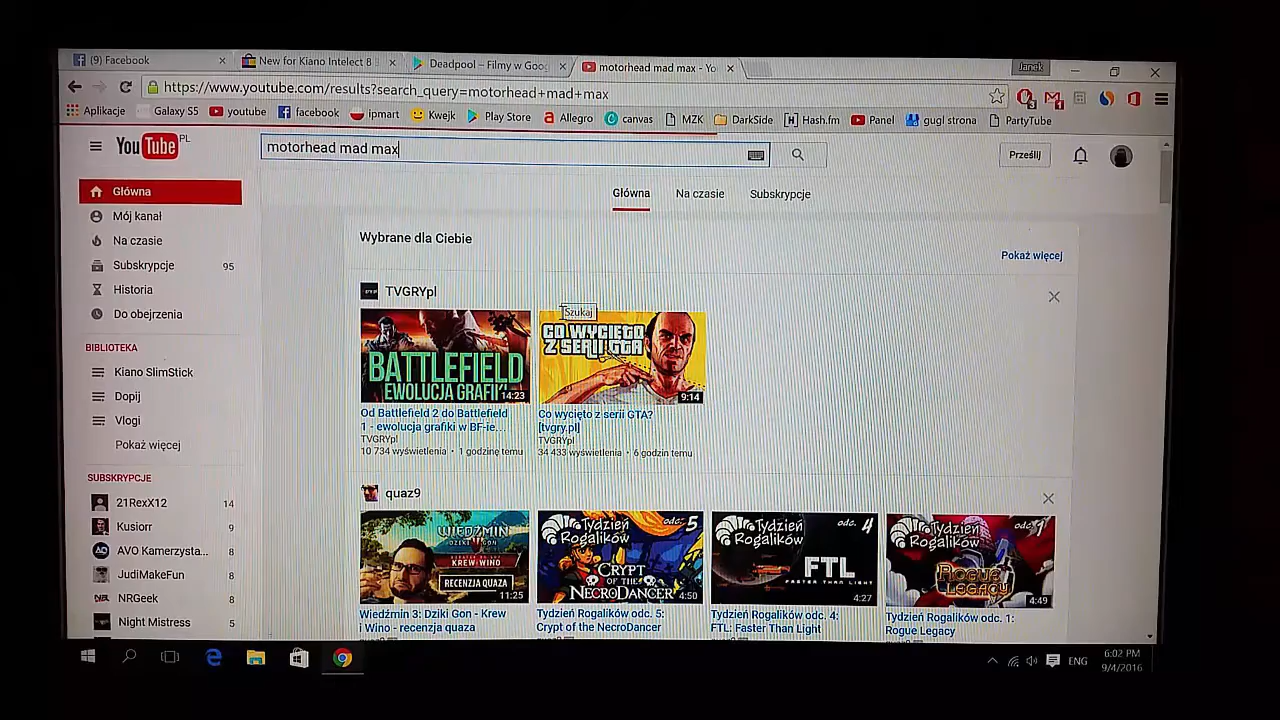 (9) Facebook
New for Kiano Intelect 8
Deadpool – Filmy w Goog
motorhead mad max - Yo
Janek
https://www.youtube.com/results?search_query=motorhead+mad+max
Aplikacje
Galaxy S5
youtube
facebook
ipmart
Kwejk
Play Store
Allegro
canvas
MZK
DarkSide
Hash.fm
Panel
gugl strona
PartyTube
YouTube PL
motorhead mad max
Prześlij
Główna
Na czasie
Subskrypcje
Główna
Mój kanał
Na czasie
Subskrypcje 95
Historia
Do obejrzenia
BIBLIOTEKA
Kiano SlimStick
Dopij
Vlogi
Pokaż więcej
SUBSKRYPCJE
21RexX12 14
Kusiorr 9
AVO Kamerzysta... 8
JudiMakeFun 8
NRGeek 8
Night Mistress 5
Wybrane dla Ciebie
Pokaż więcej
TVGRYpl
BATTLEFIELD
EWOLUCJA GRAFIKI
14:23
Od Battlefield 2 do Battlefield
1 - ewolucja grafiki w BF-ie...
TVGRYpl
10 734 wyświetlenia • 1 godzinę temu
Szukaj
CO WYCIĘTO
Z SERII GTA
9:14
Co wycięto z serii GTA?
[tvgry.pl]
TVGRYpl
34 433 wyświetlenia • 6 godzin temu
quaz9
WIEDŹMIN
DZIKI GON
KREW I WINO
RECENZJA QUAZA
11:25
Wiedźmin 3: Dziki Gon - Krew
i Wino - recenzja quaza
Tydzień
Rogalików
odc. 5
CRYPT
OF THE
NECRODANCER
4:50
Tydzień Rogalików odc. 5:
Crypt of the NecroDancer
Tydzień
Rogalików
odc. 4
FTL
FASTER THAN LIGHT
4:27
Tydzień Rogalików odc. 4:
FTL: Faster Than Light
Tydzień
Rogalików
odc. 1
ROGUE
LEGACY
4:49
Tydzień Rogalików odc. 1:
Rogue Legacy
ENG
6:02 PM
9/4/2016